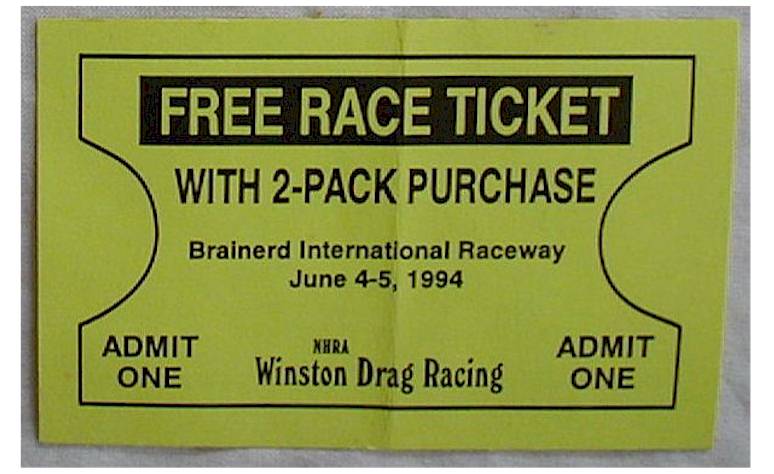 FREE RACE TICKET
WITH 2-PACK PURCHASE
Brainerd International Raceway
June 4-5, 1994
ADMIT
ONE
NHRA
Winston Drag Racing
ADMIT
ONE